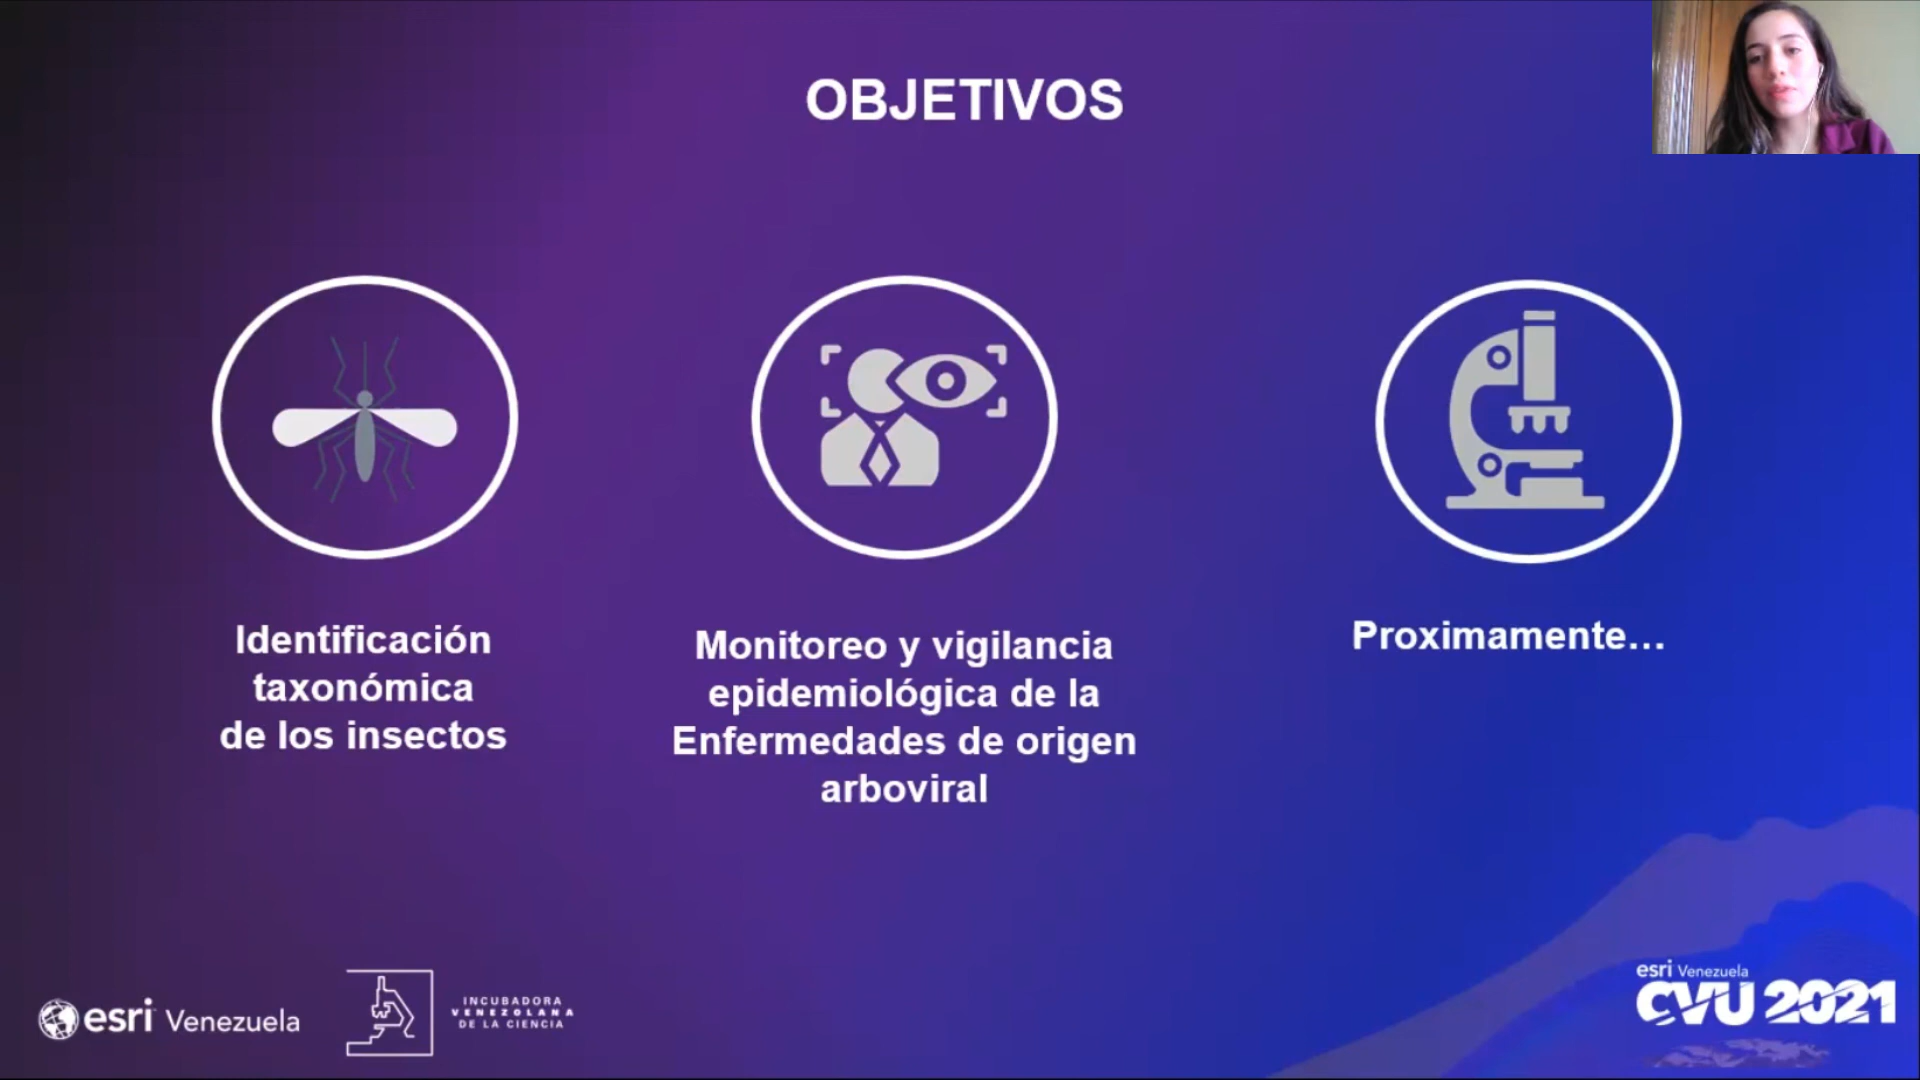 OBJETIVOS
Identificación
taxonómica
de los insectos
Monitoreo y vigilancia
epidemiológica de la
Enfermedades de origen
arboviral
Proximamente...
esri Venezuela
INCUBADORA
VENEZOLANA
DE LA CIENCIA
esri Venezuela
CVU 2021